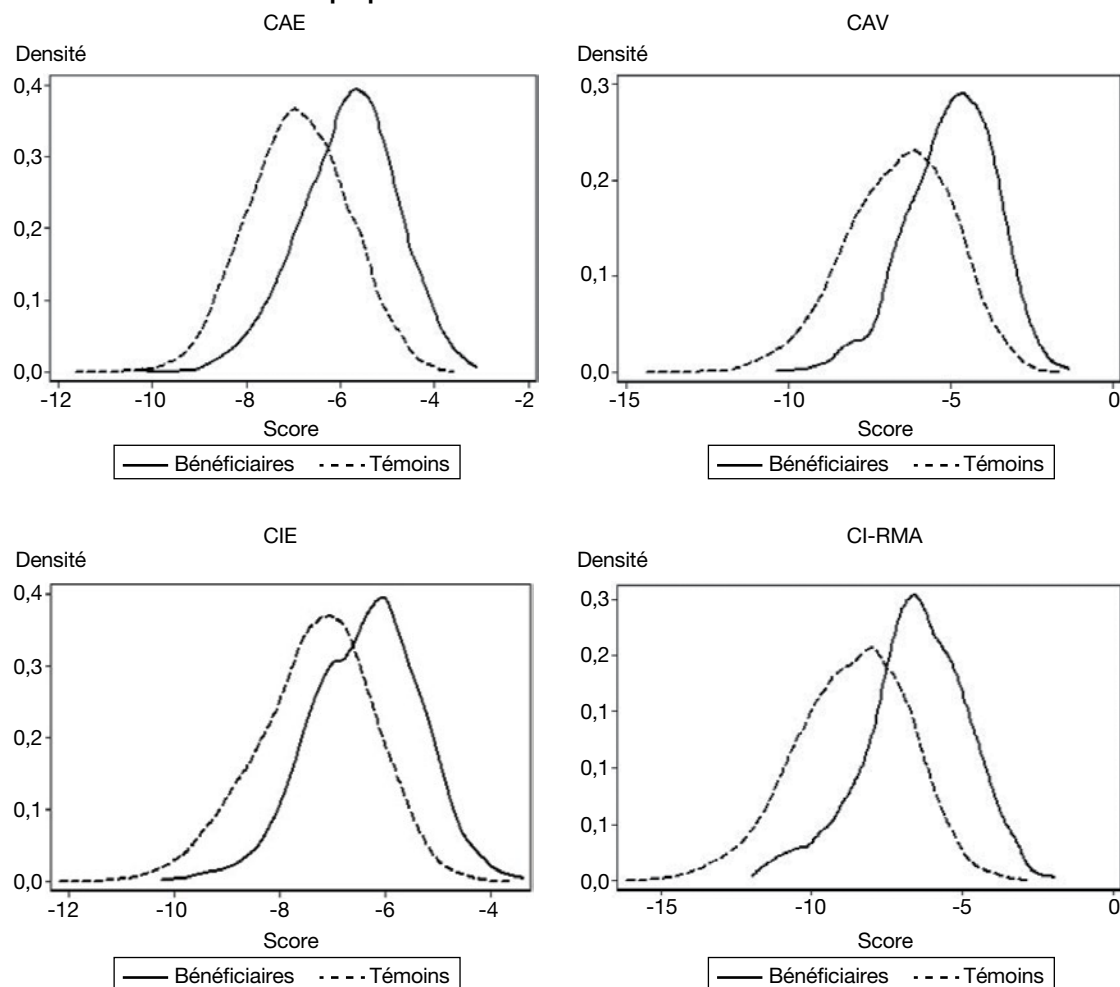 CAE
Densité
0,4
0,3
0,2
0,1
0,0
-12 -10 -8 -6 -4 -2
Score
Bénéficiaires Témoins
CAV
Densité
0,3
0,2
0,1
0,0
-15 -10 -5 0
Score
Bénéficiaires Témoins
CIE
Densité
0,4
0,3
0,2
0,1
0,0
-12 -10 -8 -6 -4
Score
Bénéficiaires Témoins
CI-RMA
Densité
0,3
0,2
0,1
0,1
0,1
0,0
-15 -10 -5 0
Score
Bénéficiaires Témoins